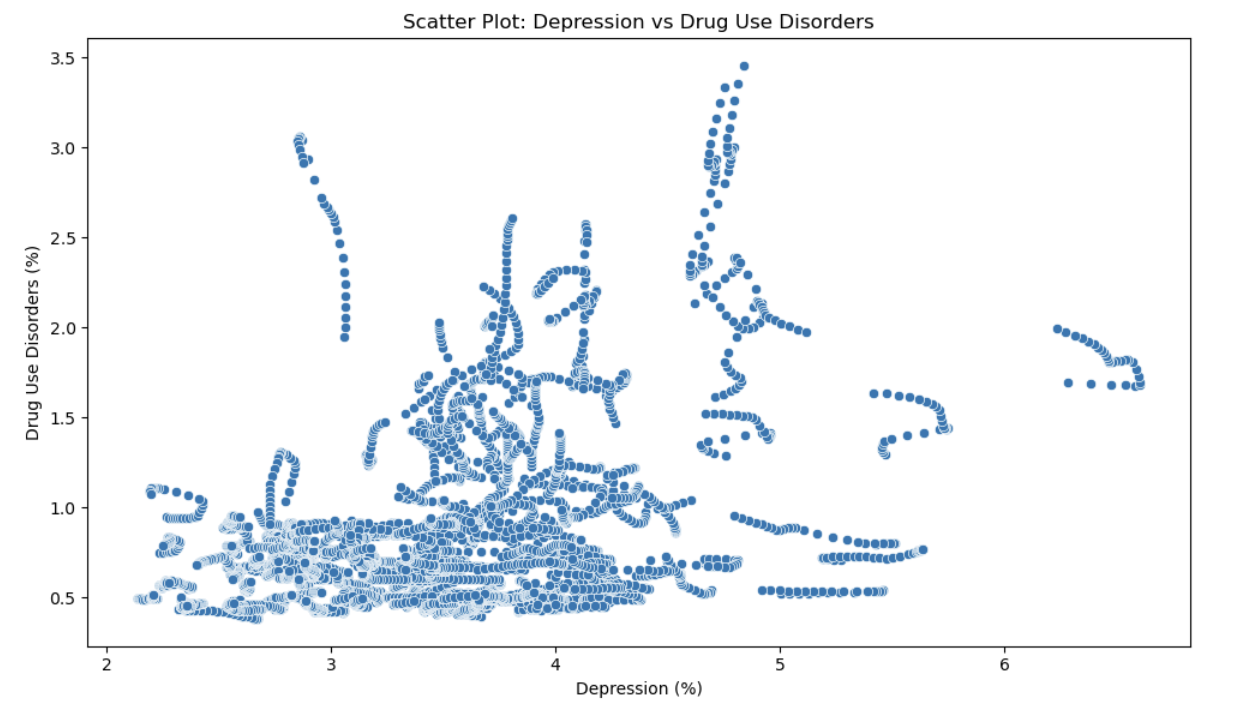 Scatter Plot: Depression vs Drug Use Disorders
3.5
3.0
2.5
2.0
1.5
1.0
0.5
Drug Use Disorders (%)
2 3 4 5 6
Depression (%)